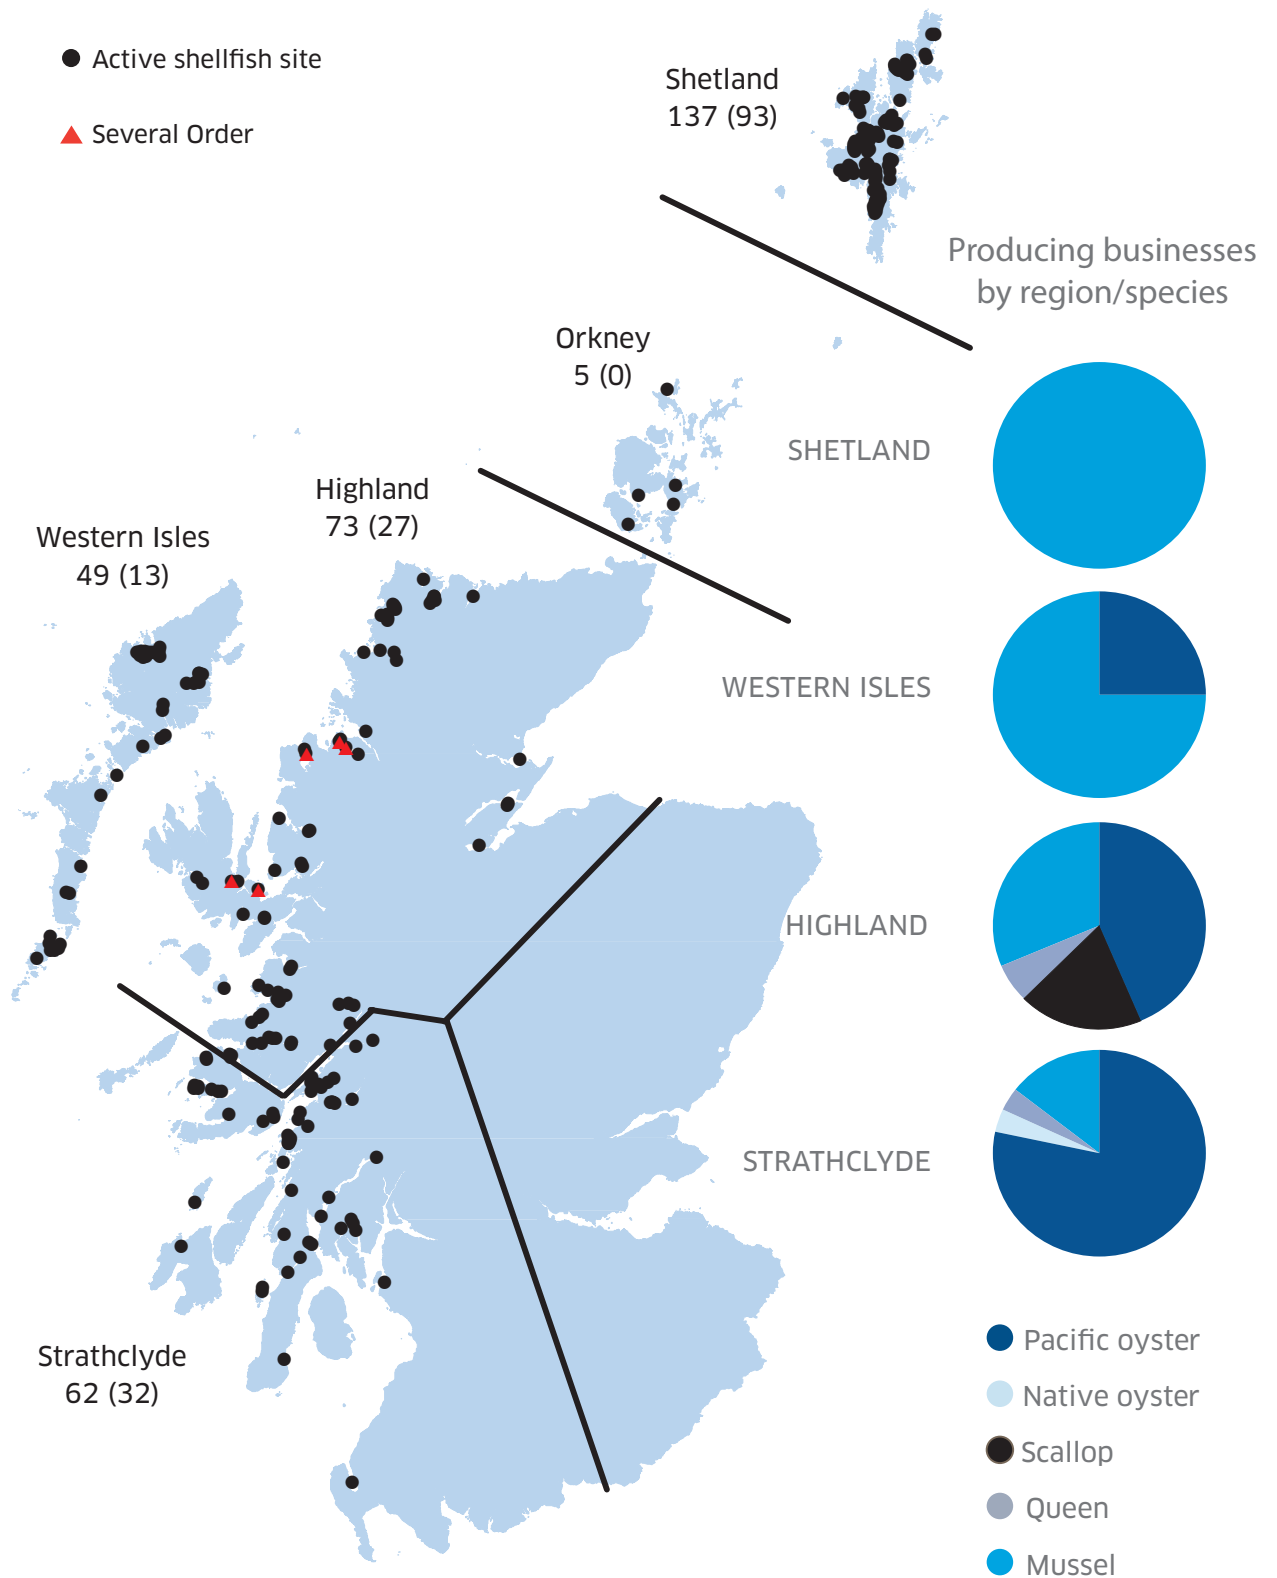 Active shellfish site
Several Order
Shetland
137 (93)
Producing businesses
by region/species
Orkney
5 (0)
SHETLAND
Highland
73 (27)
Western Isles
49 (13)
WESTERN ISLES
HIGHLAND
STRATHCLYDE
Strathclyde
62 (32)
Pacific oyster
Native oyster
Scallop
Queen
Mussel